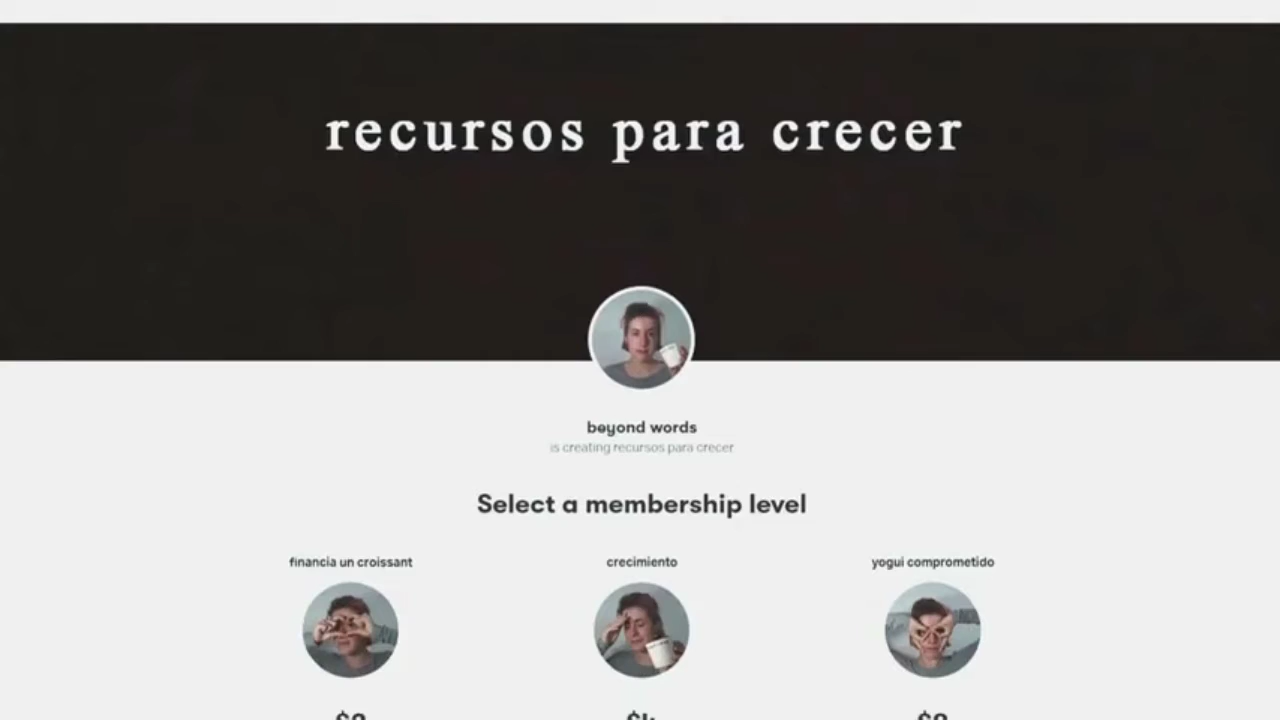 recursos para crecer
beyond words
is creating recursos para crecer
Select a membership level
financia un croissant
crecimiento
yogui comprometido